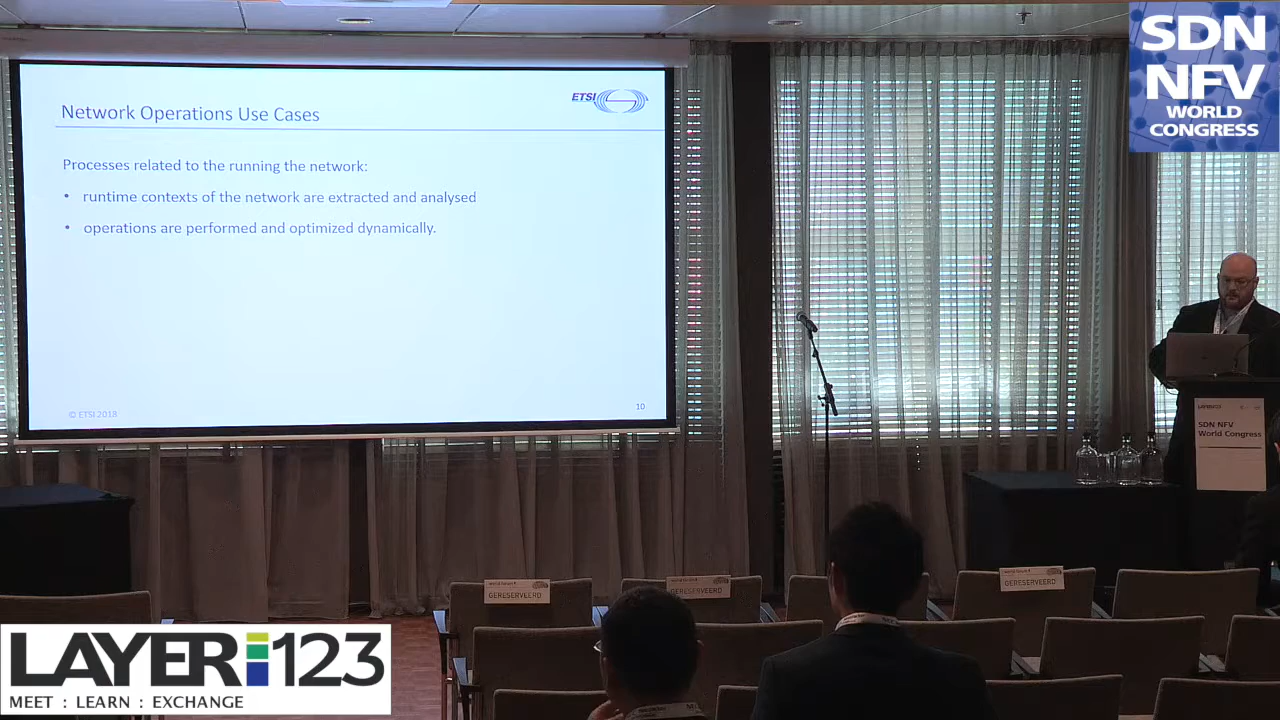 SDN
NFV
WORLD
CONGRESS
ETSI
Network Operations Use Cases
Processes related to the running the network:
• runtime contexts of the network are extracted and analysed
• operations are performed and optimized dynamically.
© ETSI 2018
10
SDN NFV
World Congress
GERESERVEERD
GERESERVEERD
GERESERVEERD
LAYER 123
MEET : LEARN : EXCHANGE